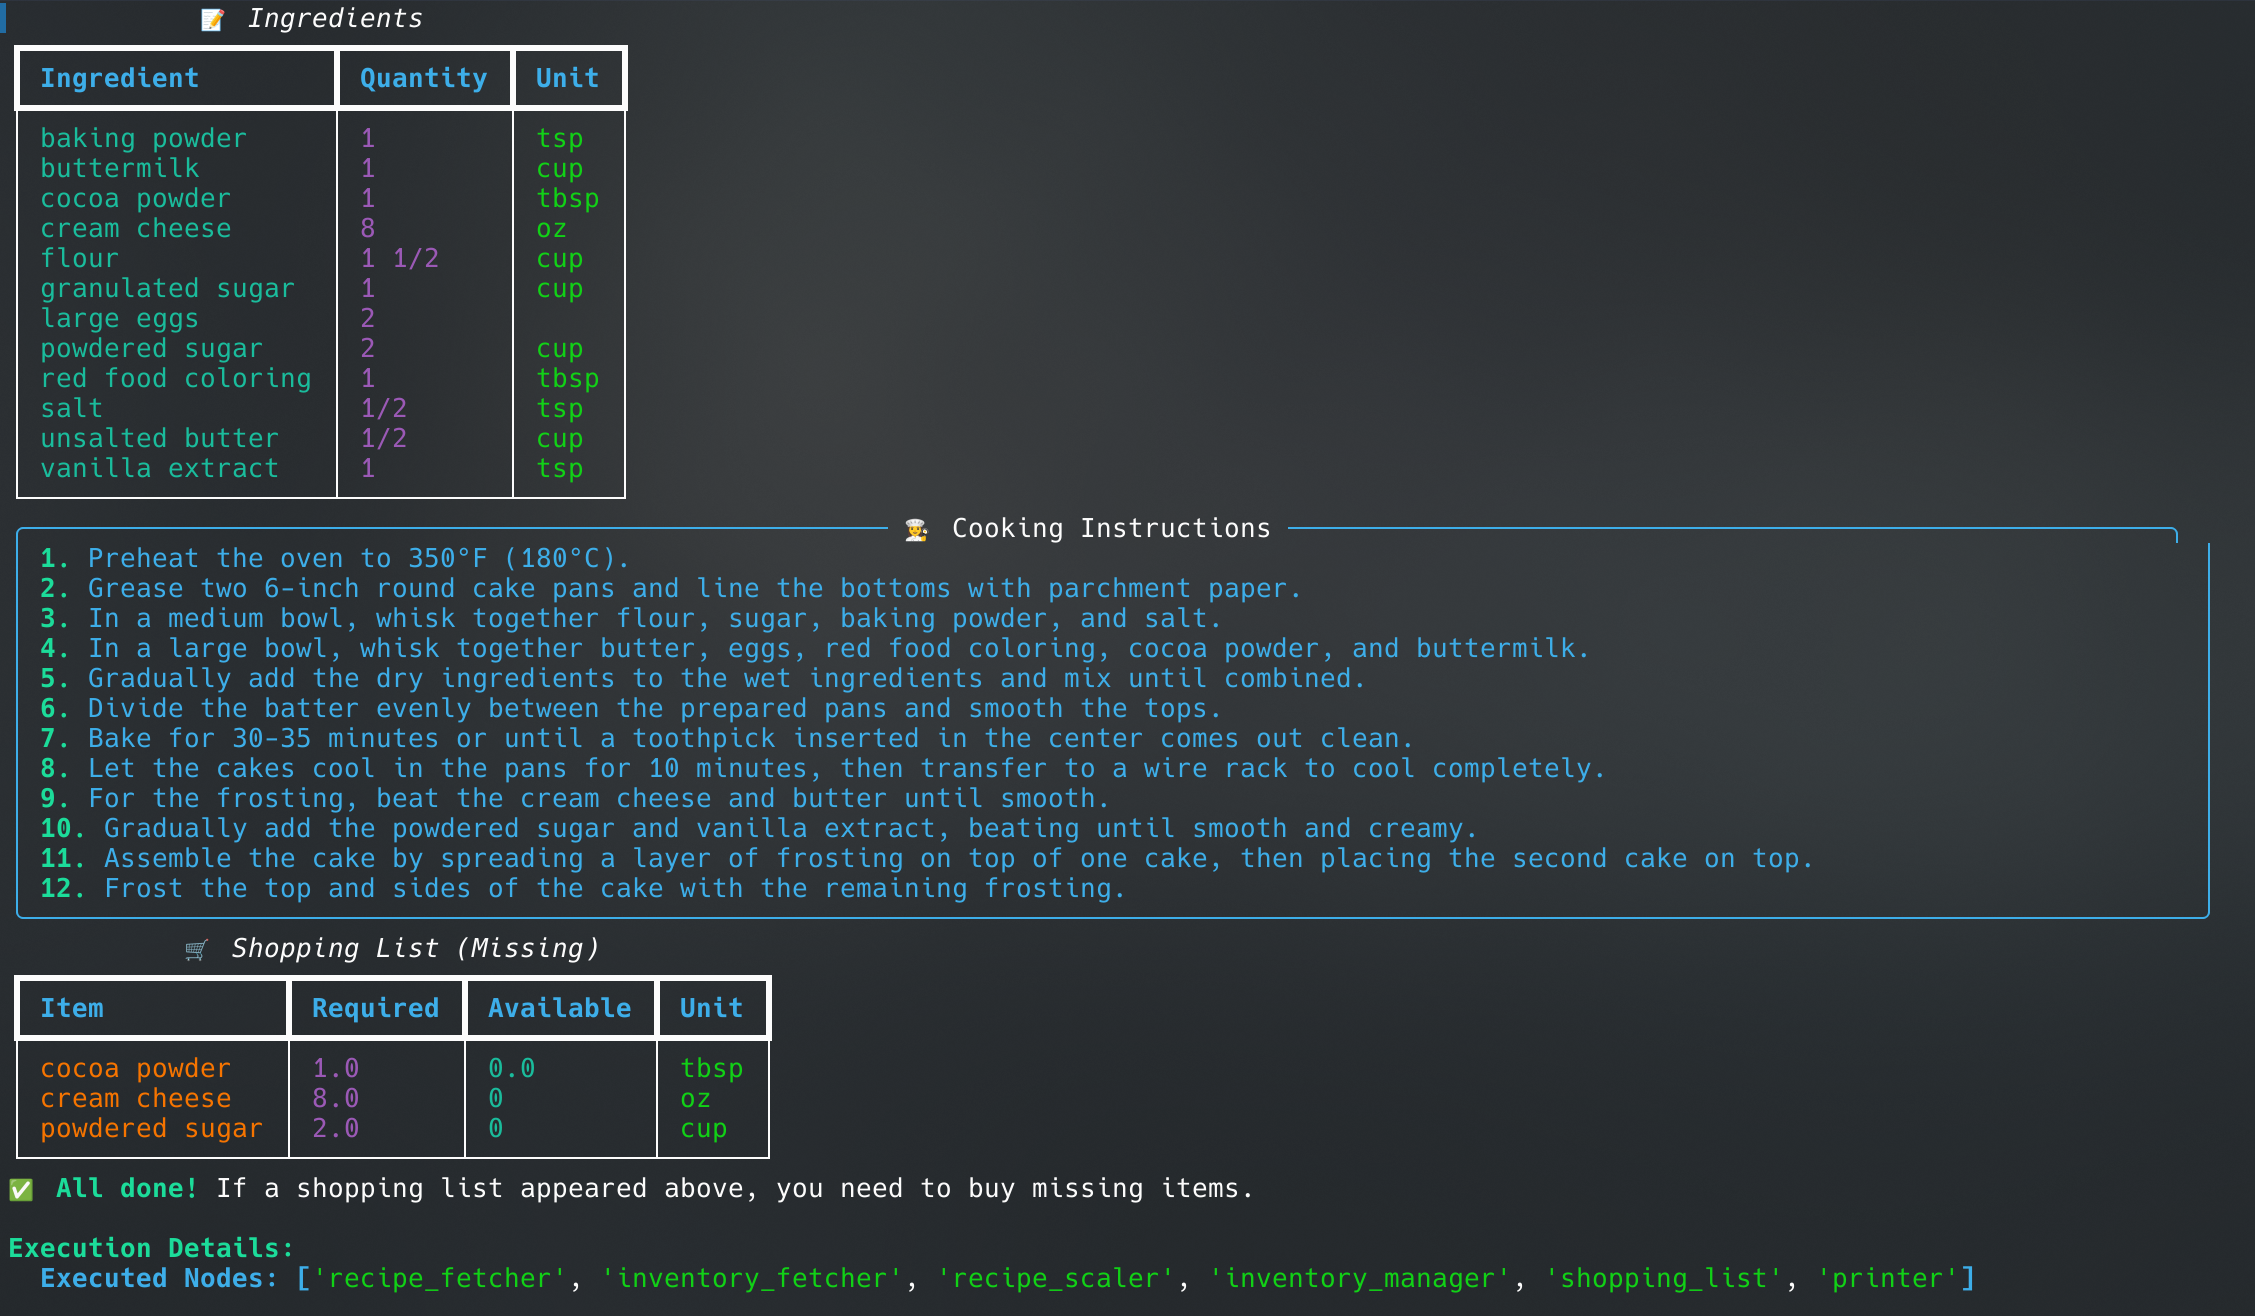 📝 Ingredients
Ingredient Quantity Unit
baking powder 1 tsp
buttermilk 1 cup
cocoa powder 1 tbsp
cream cheese 8 oz
flour 1 1/2 cup
granulated sugar 1 cup
large eggs 2
powdered sugar 2 cup
red food coloring 1 tbsp
salt 1/2 tsp
unsalted butter 1/2 cup
vanilla extract 1 tsp
🧑‍🍳 Cooking Instructions
1. Preheat the oven to 350°F (180°C).
2. Grease two 6-inch round cake pans and line the bottoms with parchment paper.
3. In a medium bowl, whisk together flour, sugar, baking powder, and salt.
4. In a large bowl, whisk together butter, eggs, red food coloring, cocoa powder, and buttermilk.
5. Gradually add the dry ingredients to the wet ingredients and mix until combined.
6. Divide the batter evenly between the prepared pans and smooth the tops.
7. Bake for 30-35 minutes or until a toothpick inserted in the center comes out clean.
8. Let the cakes cool in the pans for 10 minutes, then transfer to a wire rack to cool completely.
9. For the frosting, beat the cream cheese and butter until smooth.
10. Gradually add the powdered sugar and vanilla extract, beating until smooth and creamy.
11. Assemble the cake by spreading a layer of frosting on top of one cake, then placing the second cake on top.
12. Frost the top and sides of the cake with the remaining frosting.
🛒 Shopping List (Missing)
Item Required Available Unit
cocoa powder 1.0 0.0 tbsp
cream cheese 8.0 0 oz
powdered sugar 2.0 0 cup
✅ All done! If a shopping list appeared above, you need to buy missing items.
Execution Details:
Executed Nodes: ['recipe_fetcher', 'inventory_fetcher', 'recipe_scaler', 'inventory_manager', 'shopping_list', 'printer']